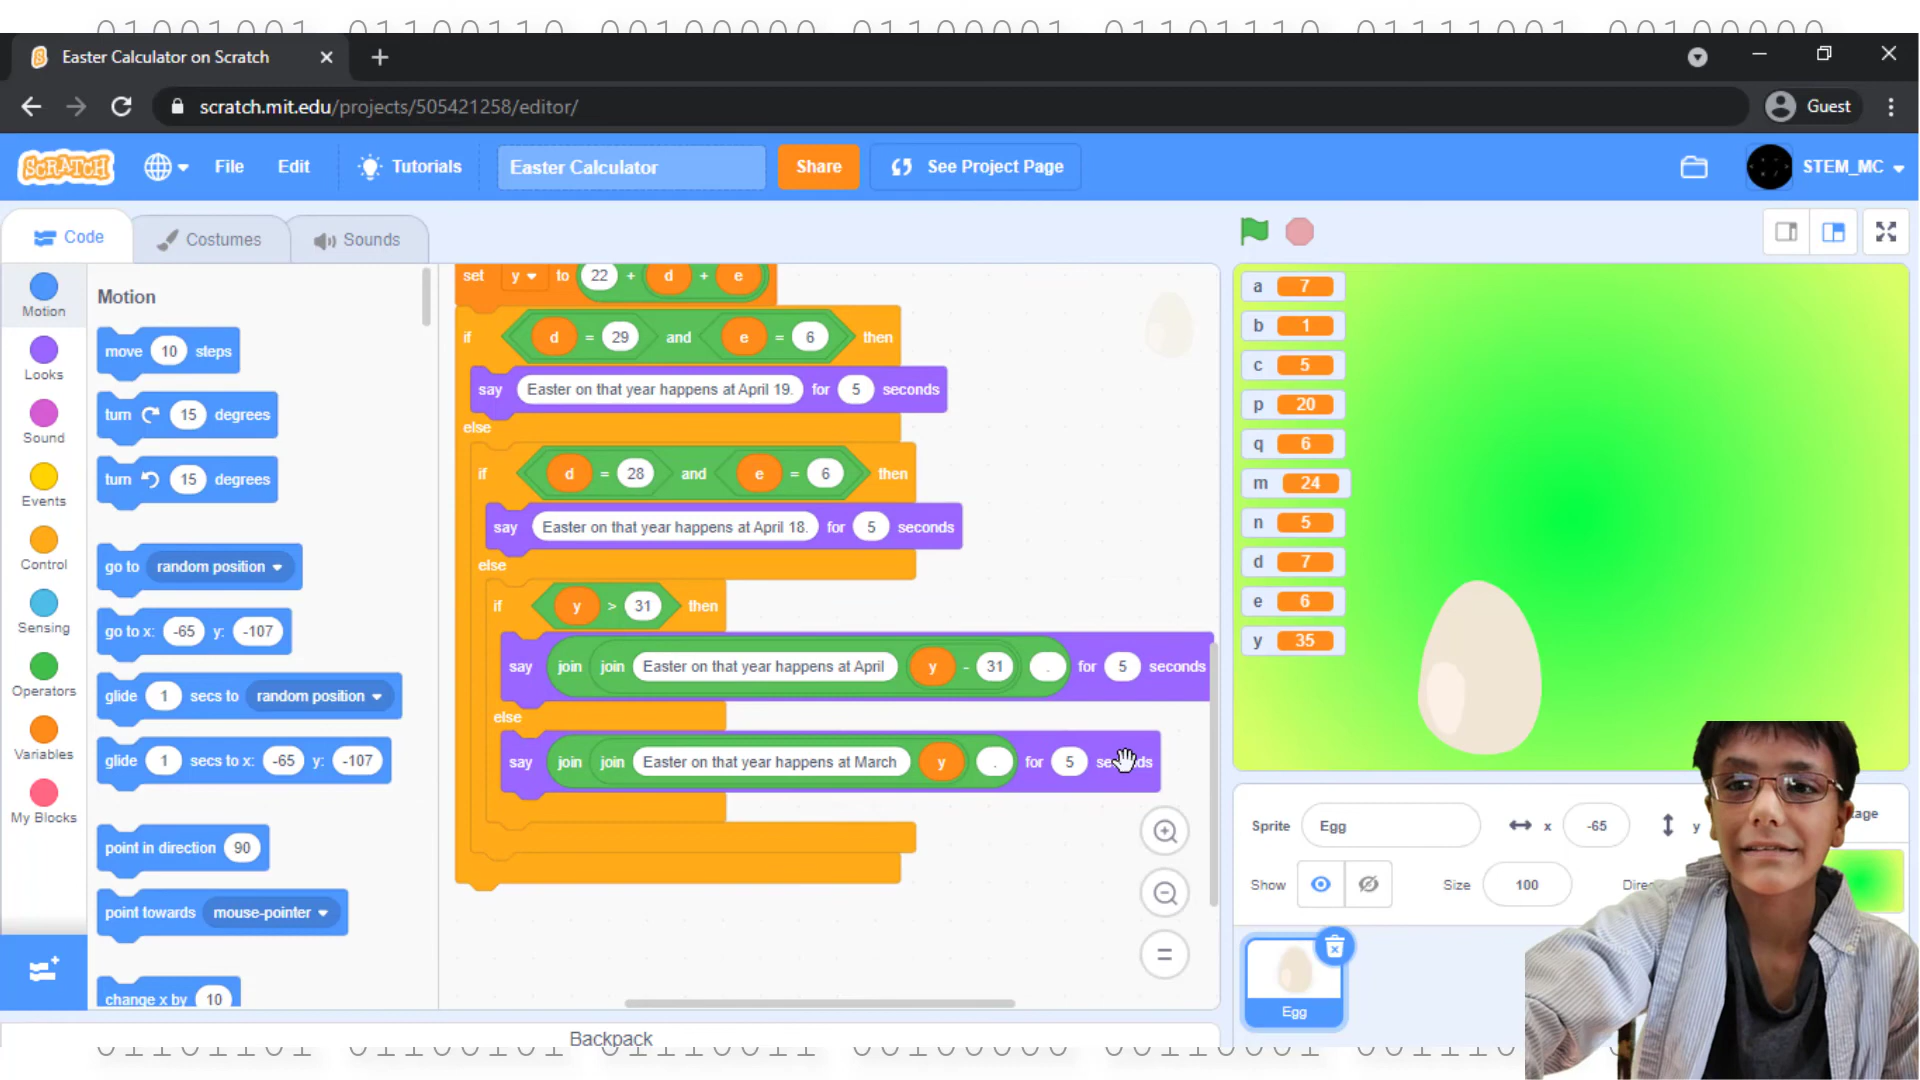 Easter Calculator on Scratch
scratch.mit.edu/projects/505421258/editor/
Guest
SCRATCH
File
Edit
Tutorials
Easter Calculator
Share
See Project Page
STEM_MC
Code
Costumes
Sounds
Motion
Looks
Sound
Events
Control
Sensing
Operators
Variables
My Blocks
Motion
move 10 steps
turn 15 degrees
turn 15 degrees
go to random position
go to x: -65 y: -107
glide 1 secs to random position
glide 1 secs to x: -65 y: -107
point in direction 90
point towards mouse-pointer
change x by 10
set y to 22 + d + e
if d = 29 and e = 6 then
say Easter on that year happens at April 19. for 5 seconds
else
if d = 28 and e = 6 then
say Easter on that year happens at April 18. for 5 seconds
else
if y > 31 then
say join join Easter on that year happens at April y - 31 . for 5 seconds
else
say join join Easter on that year happens at March y . for 5 seconds
Backpack
a 7
b 1
c 5
p 20
q 6
m 24
n 5
d 7
e 6
y 35
Sprite Egg x -65 y
Show Size 100
Egg